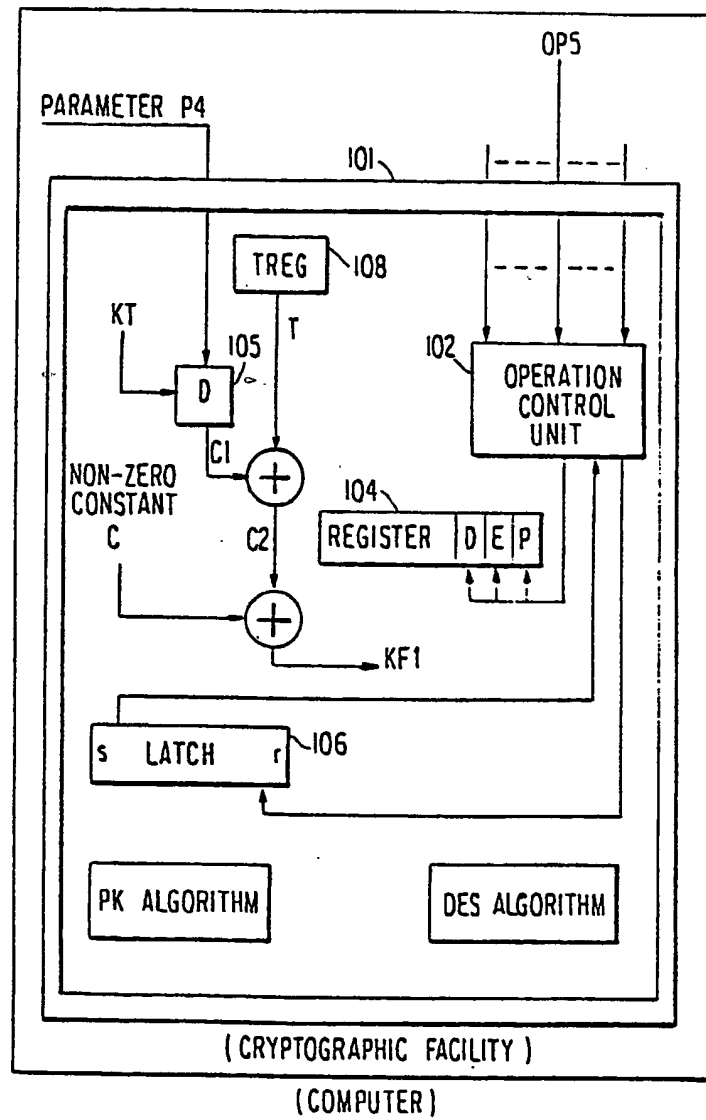 OPS
PARAMETER P4
101
TREG
108
KT
T
105
D
102
OPERATION
CONTROL
UNIT
C1
NON-ZERO
CONSTANT
C
104
REGISTER D E P
C2
KF1
s LATCH r
106
PK ALGORITHM
DES ALGORITHM
(CRYPTOGRAPHIC FACILITY)
(COMPUTER)